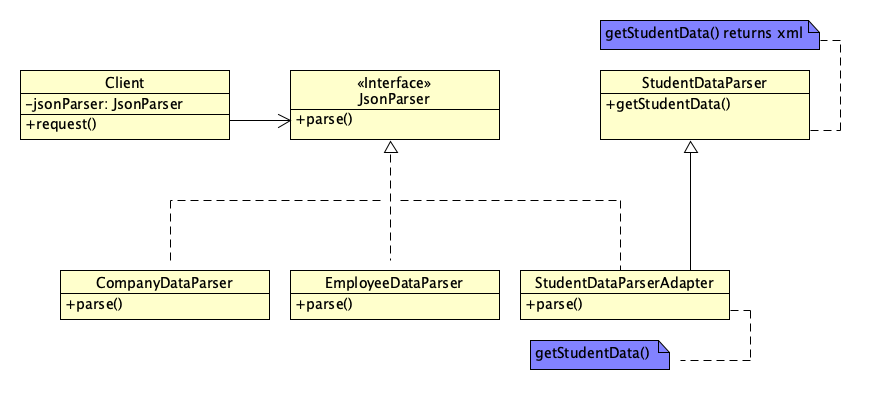 getStudentData() returns xml
Client
-jsonParser: JsonParser
+request()
«Interface»
JsonParser
+parse()
StudentDataParser
+getStudentData()
CompanyDataParser
+parse()
EmployeeDataParser
+parse()
StudentDataParserAdapter
+parse()
getStudentData()